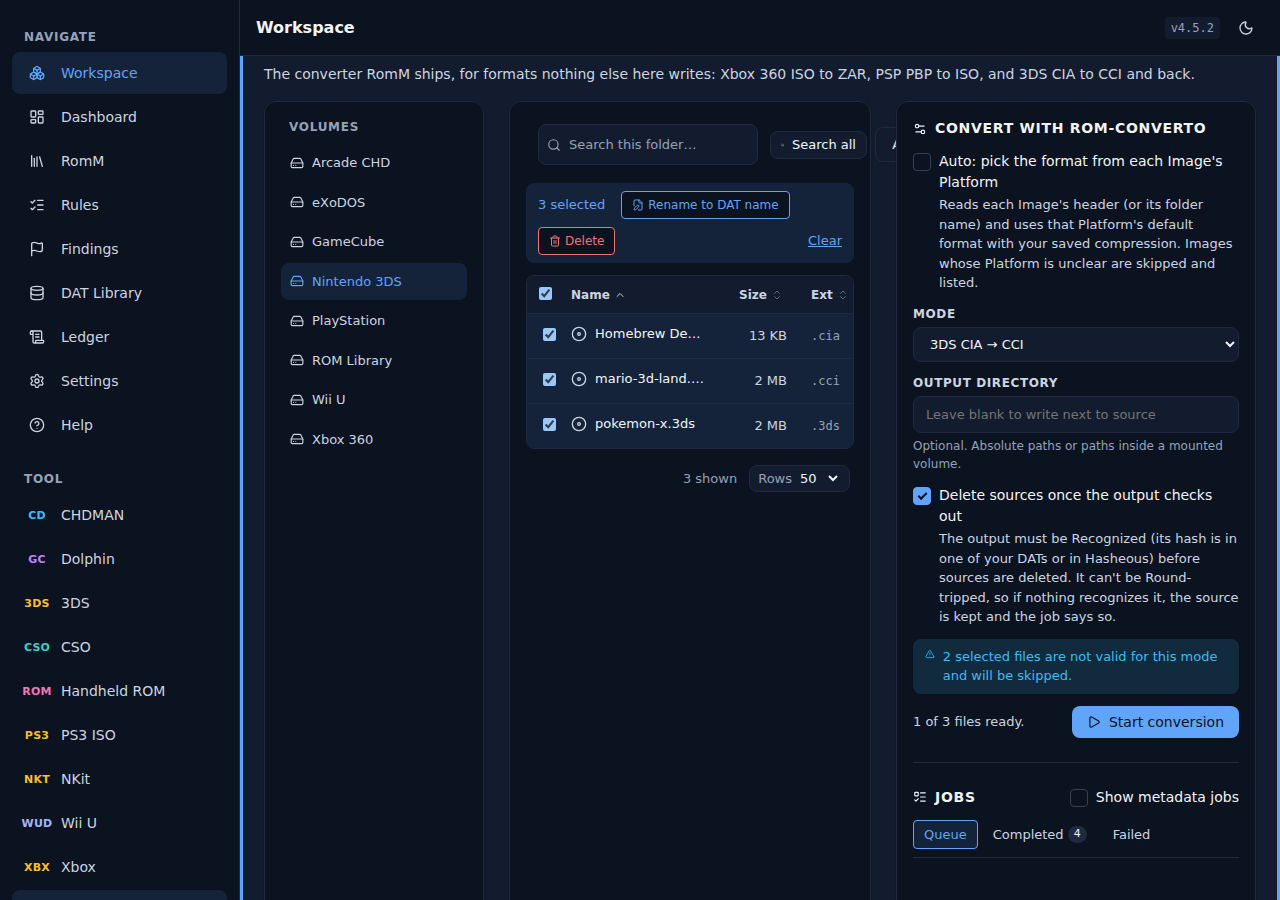 NAVIGATE
Workspace
Dashboard
RomM
Rules
Findings
DAT Library
Ledger
Settings
Help
TOOL
CD CHDMAN
GC Dolphin
3DS 3DS
CSO CSO
ROM Handheld ROM
PS3 PS3 ISO
NKT NKit
WUD Wii U
XBX Xbox
Workspace
v4.5.2
The converter RomM ships, for formats nothing else here writes: Xbox 360 ISO to ZAR, PSP PBP to ISO, and 3DS CIA to CCI and back.
VOLUMES
Arcade CHD
eXoDOS
GameCube
Nintendo 3DS
PlayStation
ROM Library
Wii U
Xbox 360
Search this folder…
Search all
3 selected
Rename to DAT name
Delete
Clear
Name Size Ext
Homebrew De… 13 KB .cia
mario-3d-land.… 2 MB .cci
pokemon-x.3ds 2 MB .3ds
3 shown Rows 50
CONVERT WITH ROM-CONVERTO
Auto: pick the format from each Image's
Platform
Reads each Image's header (or its folder
name) and uses that Platform's default
format with your saved compression. Images
whose Platform is unclear are skipped and
listed.
MODE
3DS CIA → CCI
OUTPUT DIRECTORY
Leave blank to write next to source
Optional. Absolute paths or paths inside a mounted
volume.
Delete sources once the output checks
out
The output must be Recognized (its hash is in
one of your DATs or in Hasheous) before
sources are deleted. It can't be Round-
tripped, so if nothing recognizes it, the source
is kept and the job says so.
2 selected files are not valid for this mode
and will be skipped.
1 of 3 files ready.
Start conversion
JOBS
Show metadata jobs
Queue Completed 4 Failed